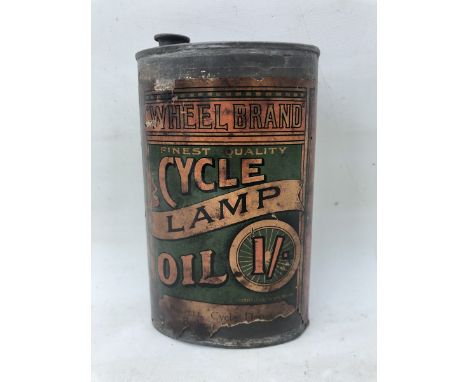 WHEEL BRAND
FINEST QUALITY
CYCLE
LAMP
OIL 1/-
Cycle